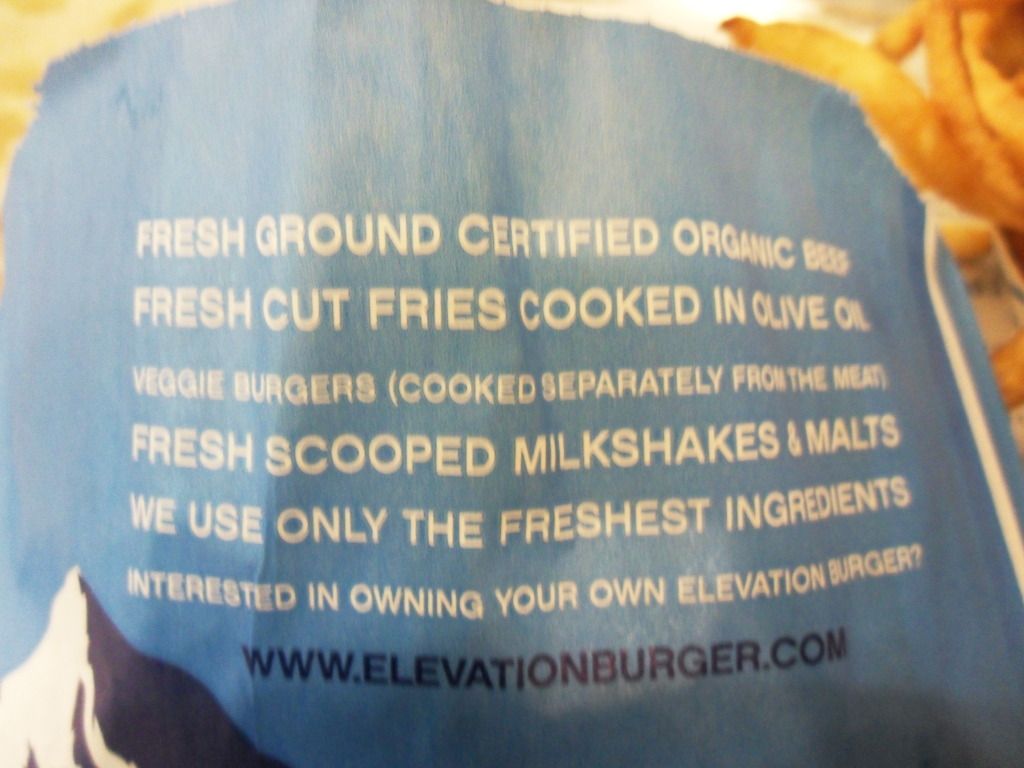 FRESH GROUND CERTIFIED ORGANIC BEEF
FRESH CUT FRIES COOKED IN OLIVE OIL
VEGGIE BURGERS (COOKED SEPARATELY FROM THE MEAT)
FRESH SCOOPED MILKSHAKES & MALTS
WE USE ONLY THE FRESHEST INGREDIENTS
INTERESTED IN OWNING YOUR OWN ELEVATION BURGER?
WWW.ELEVATIONBURGER.COM